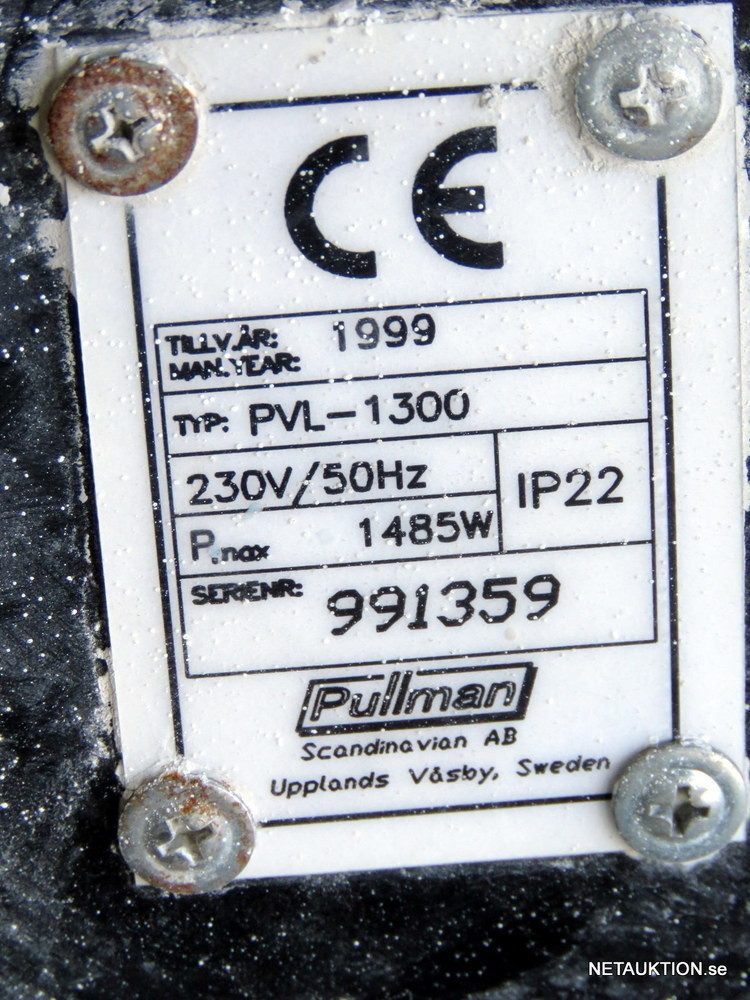 CE
TILLV.ÅR: 1999
MAN.YEAR:
TYP: PVL-1300
230V/50Hz IP22
Pmax 1485W
SERIENR: 991359
Pullman
Scandinavian AB
Upplands Väsby, Sweden
NETAUKTION.se